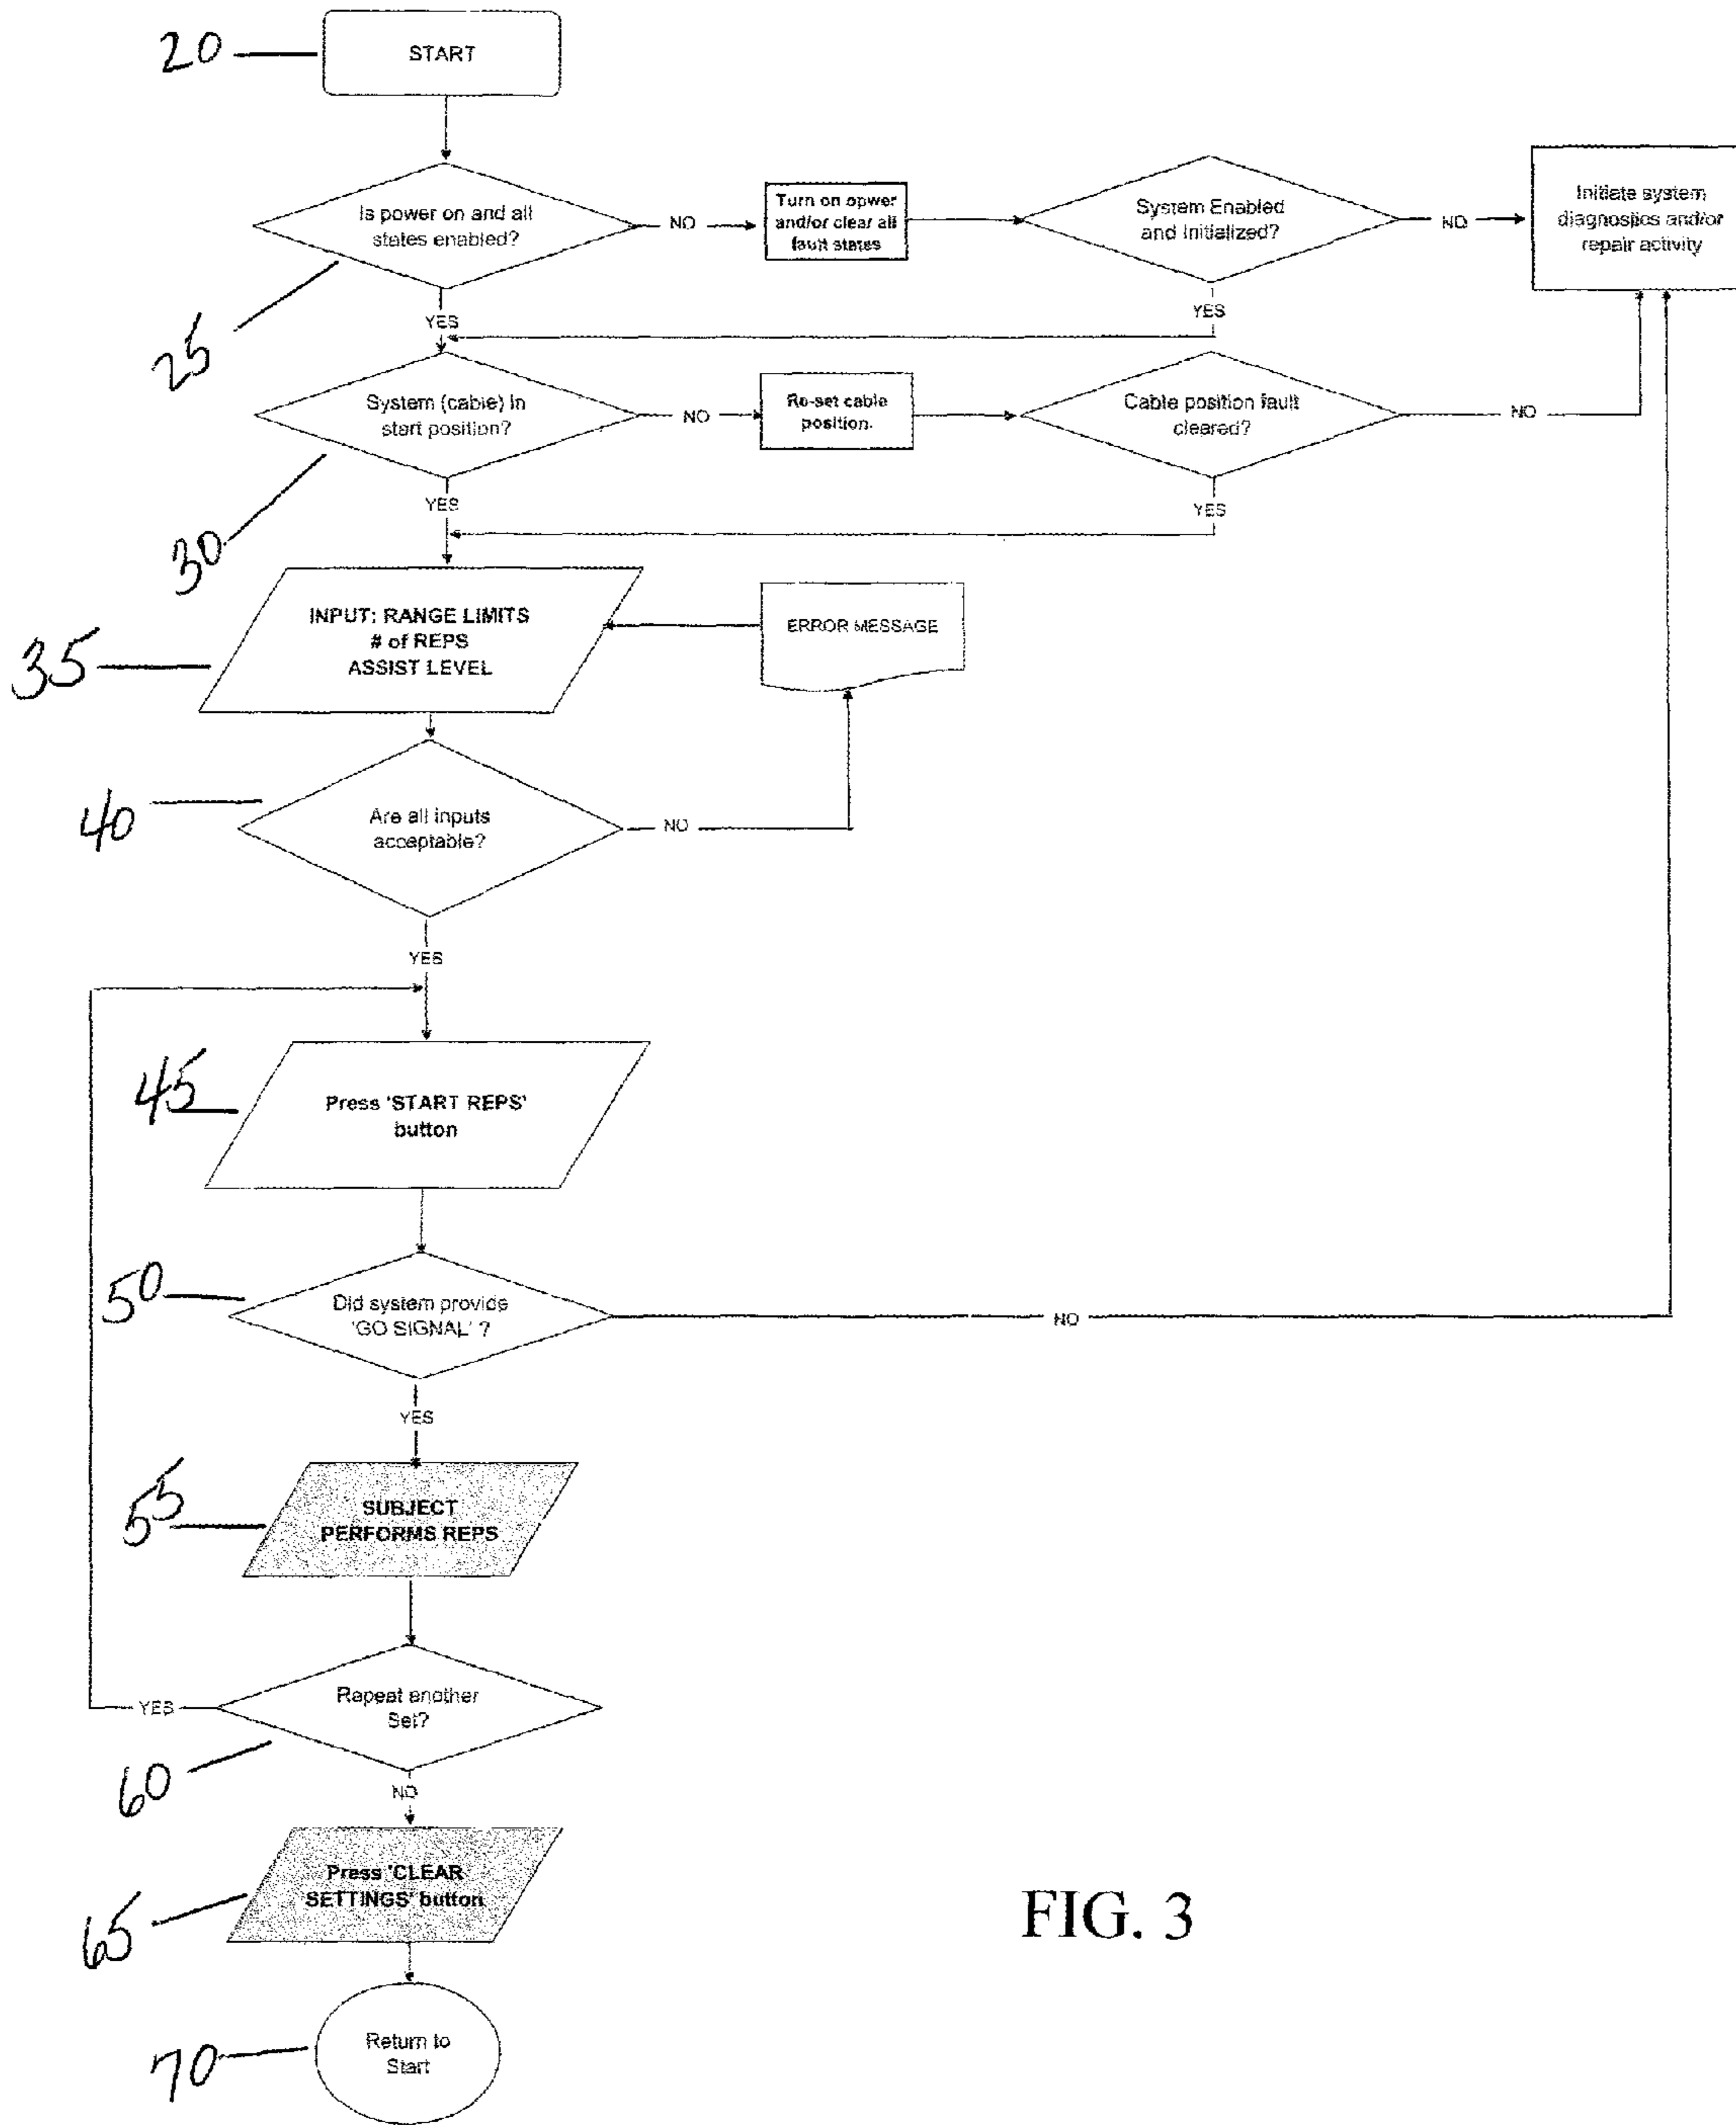 20
START
Is power on and all
states enabled?
NO
Turn on opwer
and/or clear all
fault states
System Enabled
and Initialized?
NO
Initiate system
diagnostics and/or
repair activity
25
YES
YES
System (cable) in
start position?
NO
Re-set cable
position.
Cable position fault
cleared?
NO
30
YES
YES
35
INPUT: RANGE LIMITS
# of REPS
ASSIST LEVEL
ERROR MESSAGE
40
Are all inputs
acceptable?
NO
YES
45
Press 'START REPS'
button
50
Did system provide
'GO SIGNAL' ?
NO
YES
55
SUBJECT
PERFORMS REPS
Repeat another
Set?
YES
60
NO
65
Press 'CLEAR
SETTINGS' button
FIG. 3
70
Return to
Start